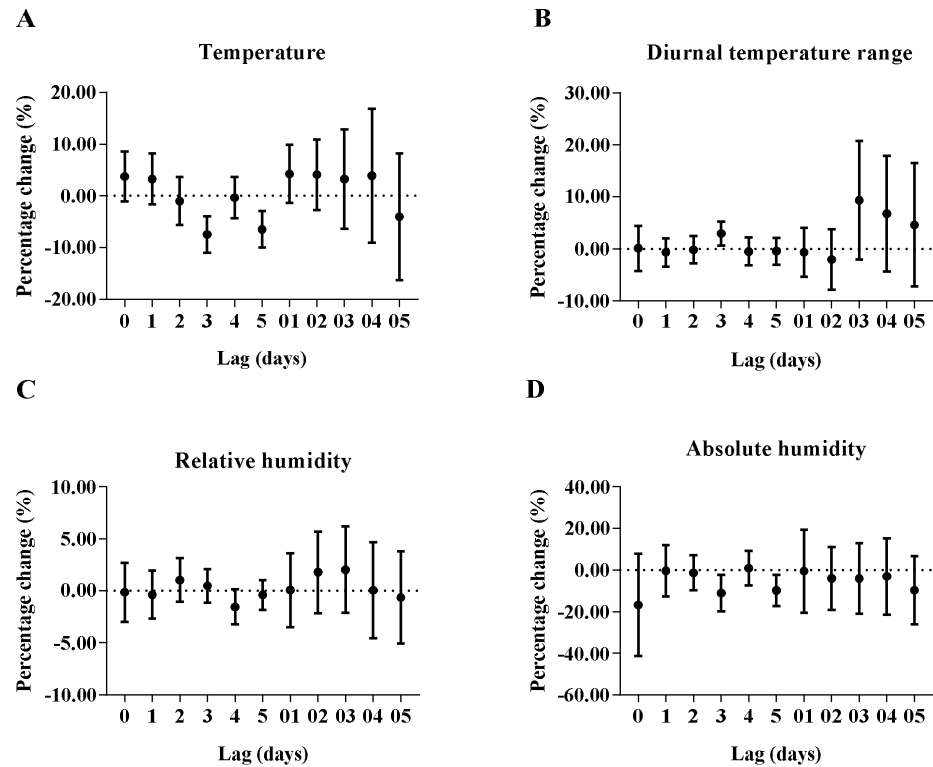 A
Temperature
Percentage change (%)
20.00
10.00
0.00
-10.00
-20.00
0 1 2 3 4 5 01 02 03 04 05
Lag (days)
B
Diurnal temperature range
Percentage change (%)
30.00
20.00
10.00
0.00
-10.00
0 1 2 3 4 5 01 02 03 04 05
Lag (days)
C
Relative humidity
Percentage change (%)
10.00
5.00
0.00
-5.00
-10.00
0 1 2 3 4 5 01 02 03 04 05
Lag (days)
D
Absolute humidity
Percentage change (%)
40.00
20.00
0.00
-20.00
-40.00
-60.00
0 1 2 3 4 5 01 02 03 04 05
Lag (days)